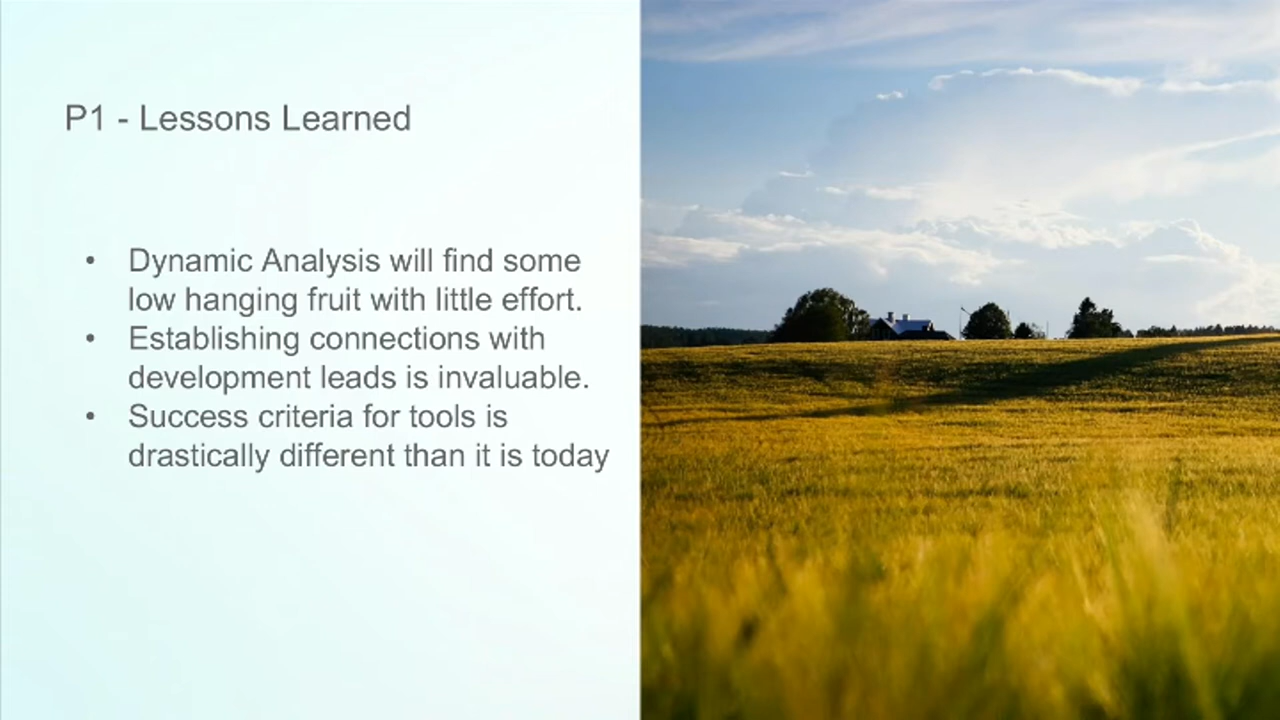 P1 - Lessons Learned
• Dynamic Analysis will find some
low hanging fruit with little effort.
• Establishing connections with
development leads is invaluable.
• Success criteria for tools is
drastically different than it is today